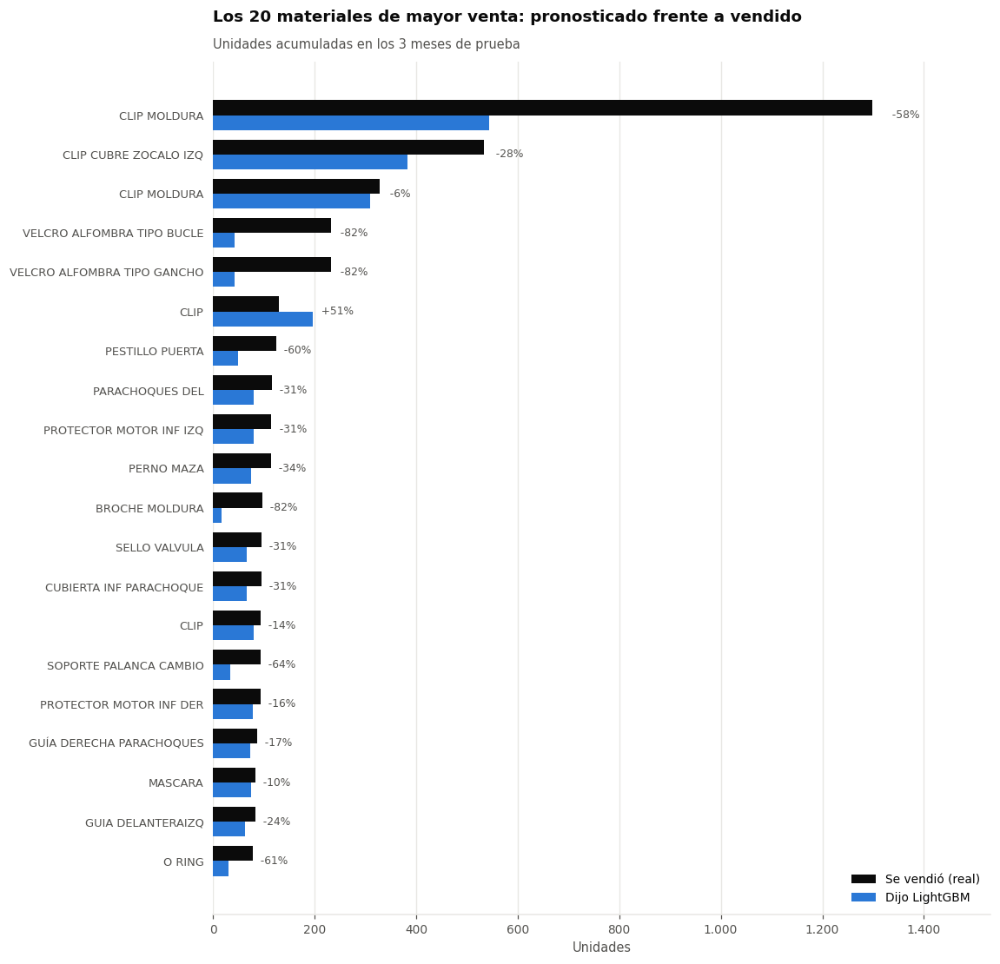 Los 20 materiales de mayor venta: pronosticado frente a vendido
Unidades acumuladas en los 3 meses de prueba
CLIP MOLDURA -58%
CLIP CUBRE ZOCALO IZQ -28%
CLIP MOLDURA -6%
VELCRO ALFOMBRA TIPO BUCLE -82%
VELCRO ALFOMBRA TIPO GANCHO -82%
CLIP +51%
PESTILLO PUERTA -60%
PARACHOQUES DEL -31%
PROTECTOR MOTOR INF IZQ -31%
PERNO MAZA -34%
BROCHE MOLDURA -82%
SELLO VALVULA -31%
CUBIERTA INF PARACHOQUE -31%
CLIP -14%
SOPORTE PALANCA CAMBIO -64%
PROTECTOR MOTOR INF DER -16%
GUÍA DERECHA PARACHOQUES -17%
MASCARA -10%
GUIA DELANTERAIZQ -24%
O RING -61%
Se vendió (real)
Dijo LightGBM
0 200 400 600 800 1.000 1.200 1.400
Unidades